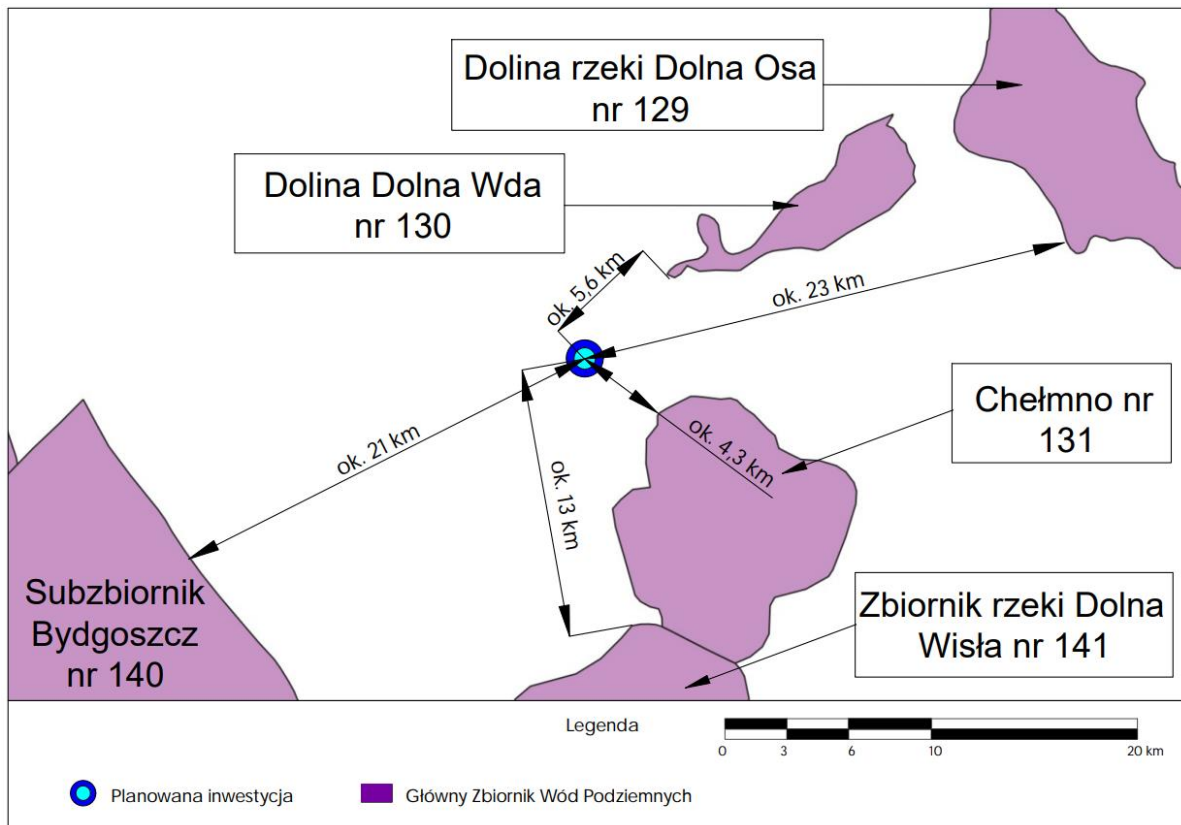 Dolina rzeki Dolna Osa
nr 129
Dolina Dolna Wda
nr 130
ok. 5,6 km
ok. 23 km
Chełmno nr
131
ok. 21 km
ok. 4,3 km
ok. 13 km
Subzbiornik
Bydgoszcz
nr 140
Zbiornik rzeki Dolna
Wisła nr 141
Legenda
0 3 6 10 20 km
Planowana inwestycja
Główny Zbiornik Wód Podziemnych